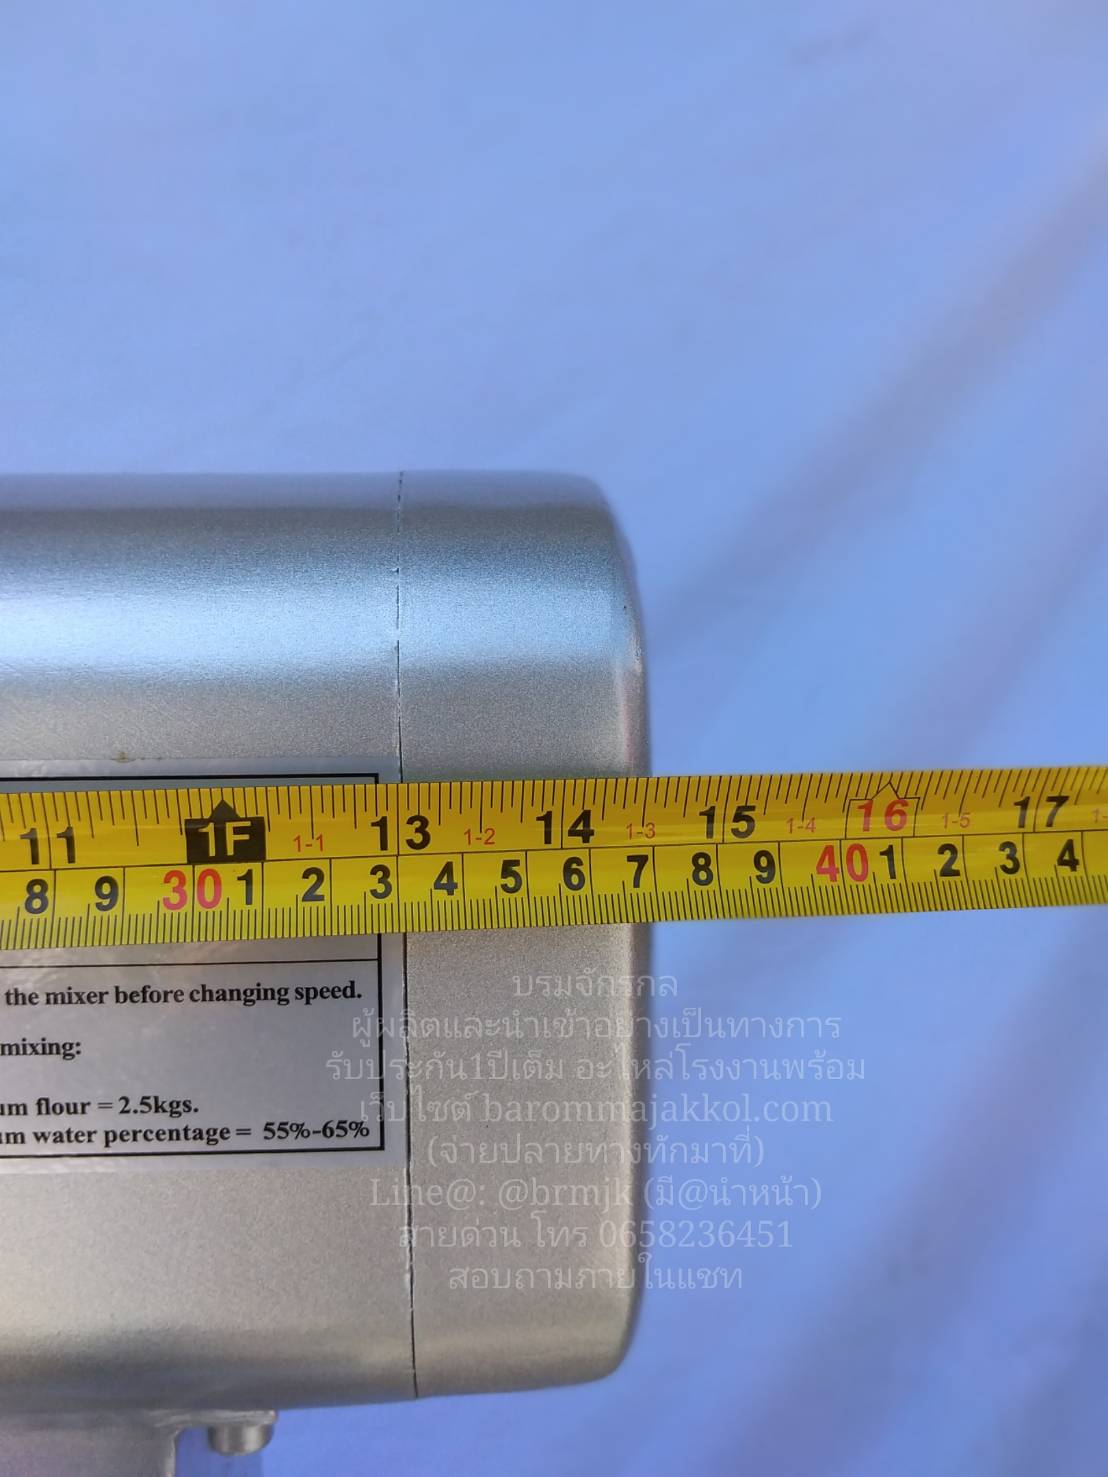 11 1F 1-1 13 1-2 14 1-3 15 1-4 16 1-5 17 1-
8 9 30 1 2 3 4 5 6 7 8 9 40 1 2 3 4
the mixer before changing speed.
mixing:
um flour = 2.5kgs.
um water percentage = 55%-65%
บรมจักรกล
ผู้ผลิตและนำเข้าอย่างเป็นทางการ
รับประกัน1ปีเต็ม อะไหล่โรงงานพร้อม
เว็บไซต์ barommajakkol.com
(จ่ายปลายทางทักมาที่)
Line@: @brmjk (มี@นำหน้า)
สายด่วน โทร 0658236451
สอบถามภายในแชท